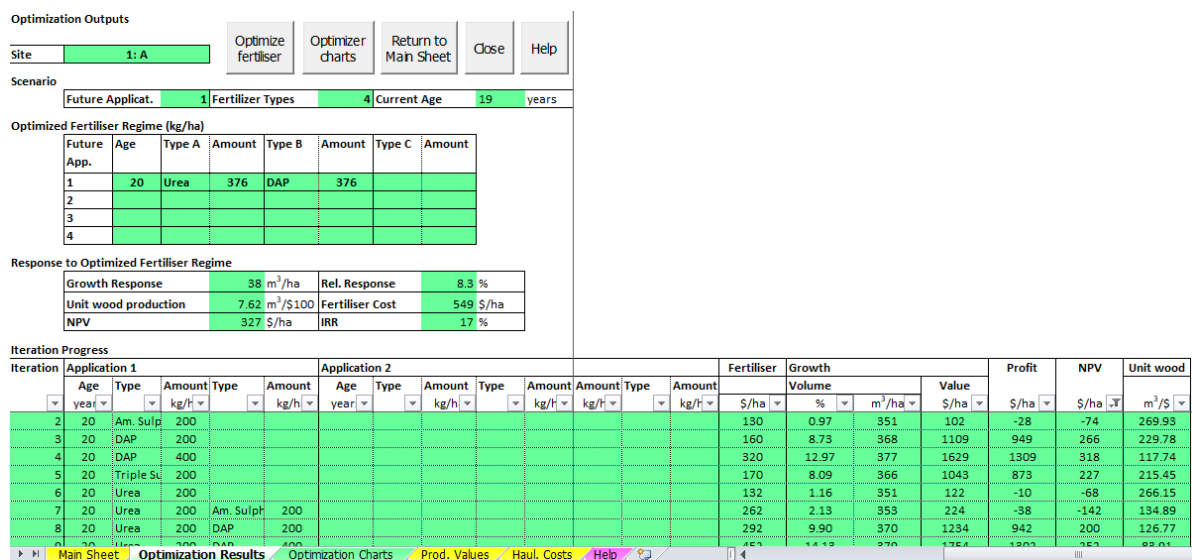 Optimization Outputs
Optimize fertiliser
Optimizer charts
Return to Main Sheet
Close
Help
Site 1: A
Scenario
Future Applicat. 1 Fertilizer Types 4 Current Age 19 years
Optimized Fertiliser Regime (kg/ha)
Future App. Age Type A Amount Type B Amount Type C Amount
1 20 Urea 376 DAP 376
2
3
4
Response to Optimized Fertiliser Regime
Growth Response 38 m³/ha Rel. Response 8.3 %
Unit wood production 7.62 m³/$100 Fertiliser Cost 549 $/ha
NPV 327 $/ha IRR 17 %
Iteration Progress
Iteration Application 1 Application 2 Fertiliser Growth Profit NPV Unit wood
Age Type Amount Type Amount Age Type Amount Type Amount Amount Type Amount Volume Value
year kg/h kg/h year kg/h kg/h kg/h kg/h $/ha % m³/ha $/ha $/ha $/ha m³/$
2 20 Am. Sulp 200 130 0.97 351 102 -28 -74 269.93
3 20 DAP 200 160 8.73 368 1109 949 266 229.78
4 20 DAP 400 320 12.97 377 1629 1309 318 117.74
5 20 Triple Su 200 170 8.09 366 1043 873 227 215.45
6 20 Urea 200 132 1.16 351 122 -10 -68 266.15
7 20 Urea 200 Am. Sulph 200 262 2.13 353 224 -38 -142 134.89
8 20 Urea 200 DAP 200 292 9.90 370 1234 942 200 126.77
Main Sheet Optimization Results Optimization Charts Prod. Values Haul. Costs Help